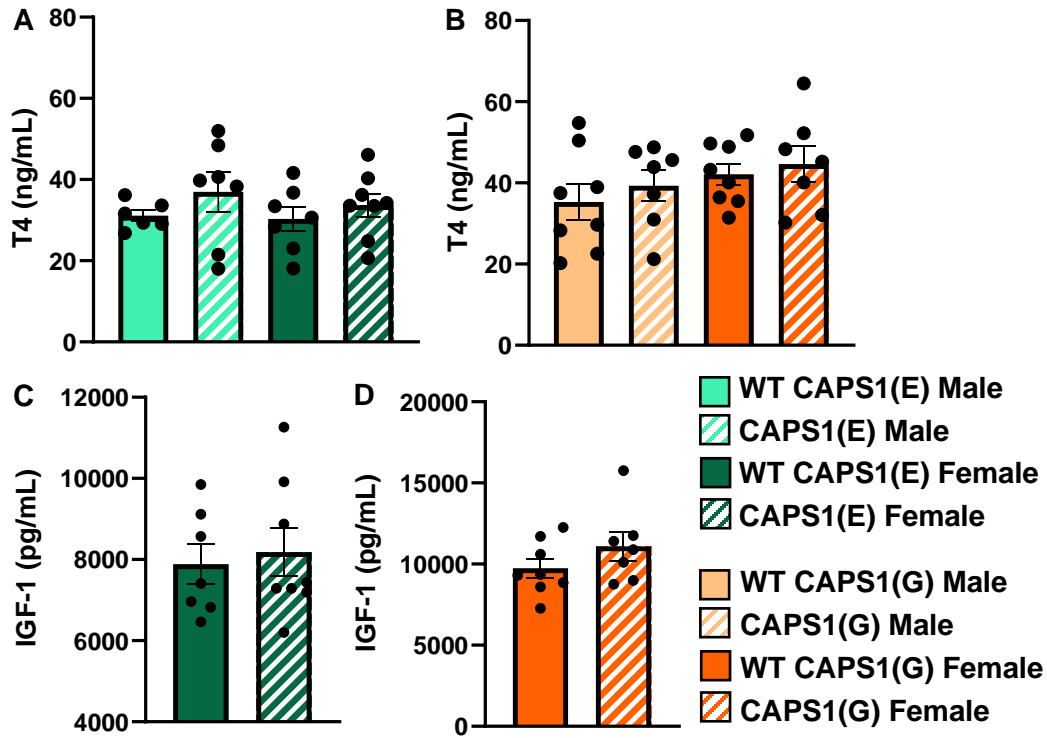 A
T4 (ng/mL)
80
60
40
20
0
B
T4 (ng/mL)
80
60
40
20
0
C
IGF-1 (pg/mL)
12000
10000
8000
6000
4000
D
IGF-1 (pg/mL)
20000
15000
10000
5000
0
WT CAPS1(E) Male
CAPS1(E) Male
WT CAPS1(E) Female
CAPS1(E) Female
WT CAPS1(G) Male
CAPS1(G) Male
WT CAPS1(G) Female
CAPS1(G) Female